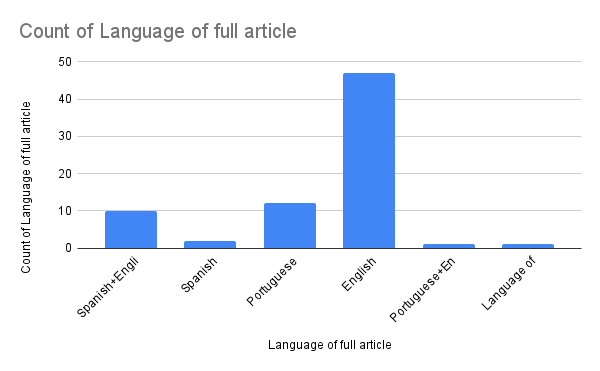 Count of Language of full article
Count of Language of full article
50
40
30
20
10
0
Spanish+Engli
Spanish
Portuguese
English
Portuguese+En
Language of
Language of full article